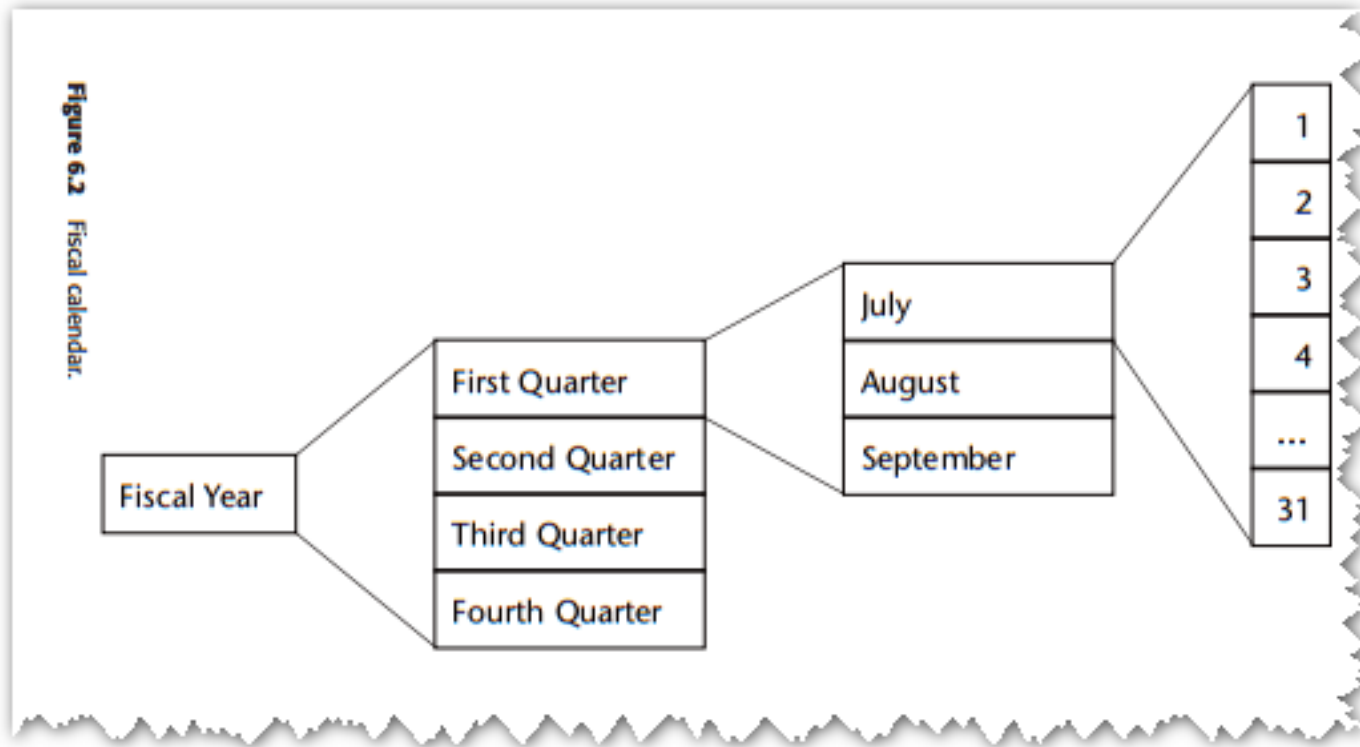 Figure 6.2 Fiscal calendar.
Fiscal Year
First Quarter
Second Quarter
Third Quarter
Fourth Quarter
July
August
September
1
2
3
4
...
31